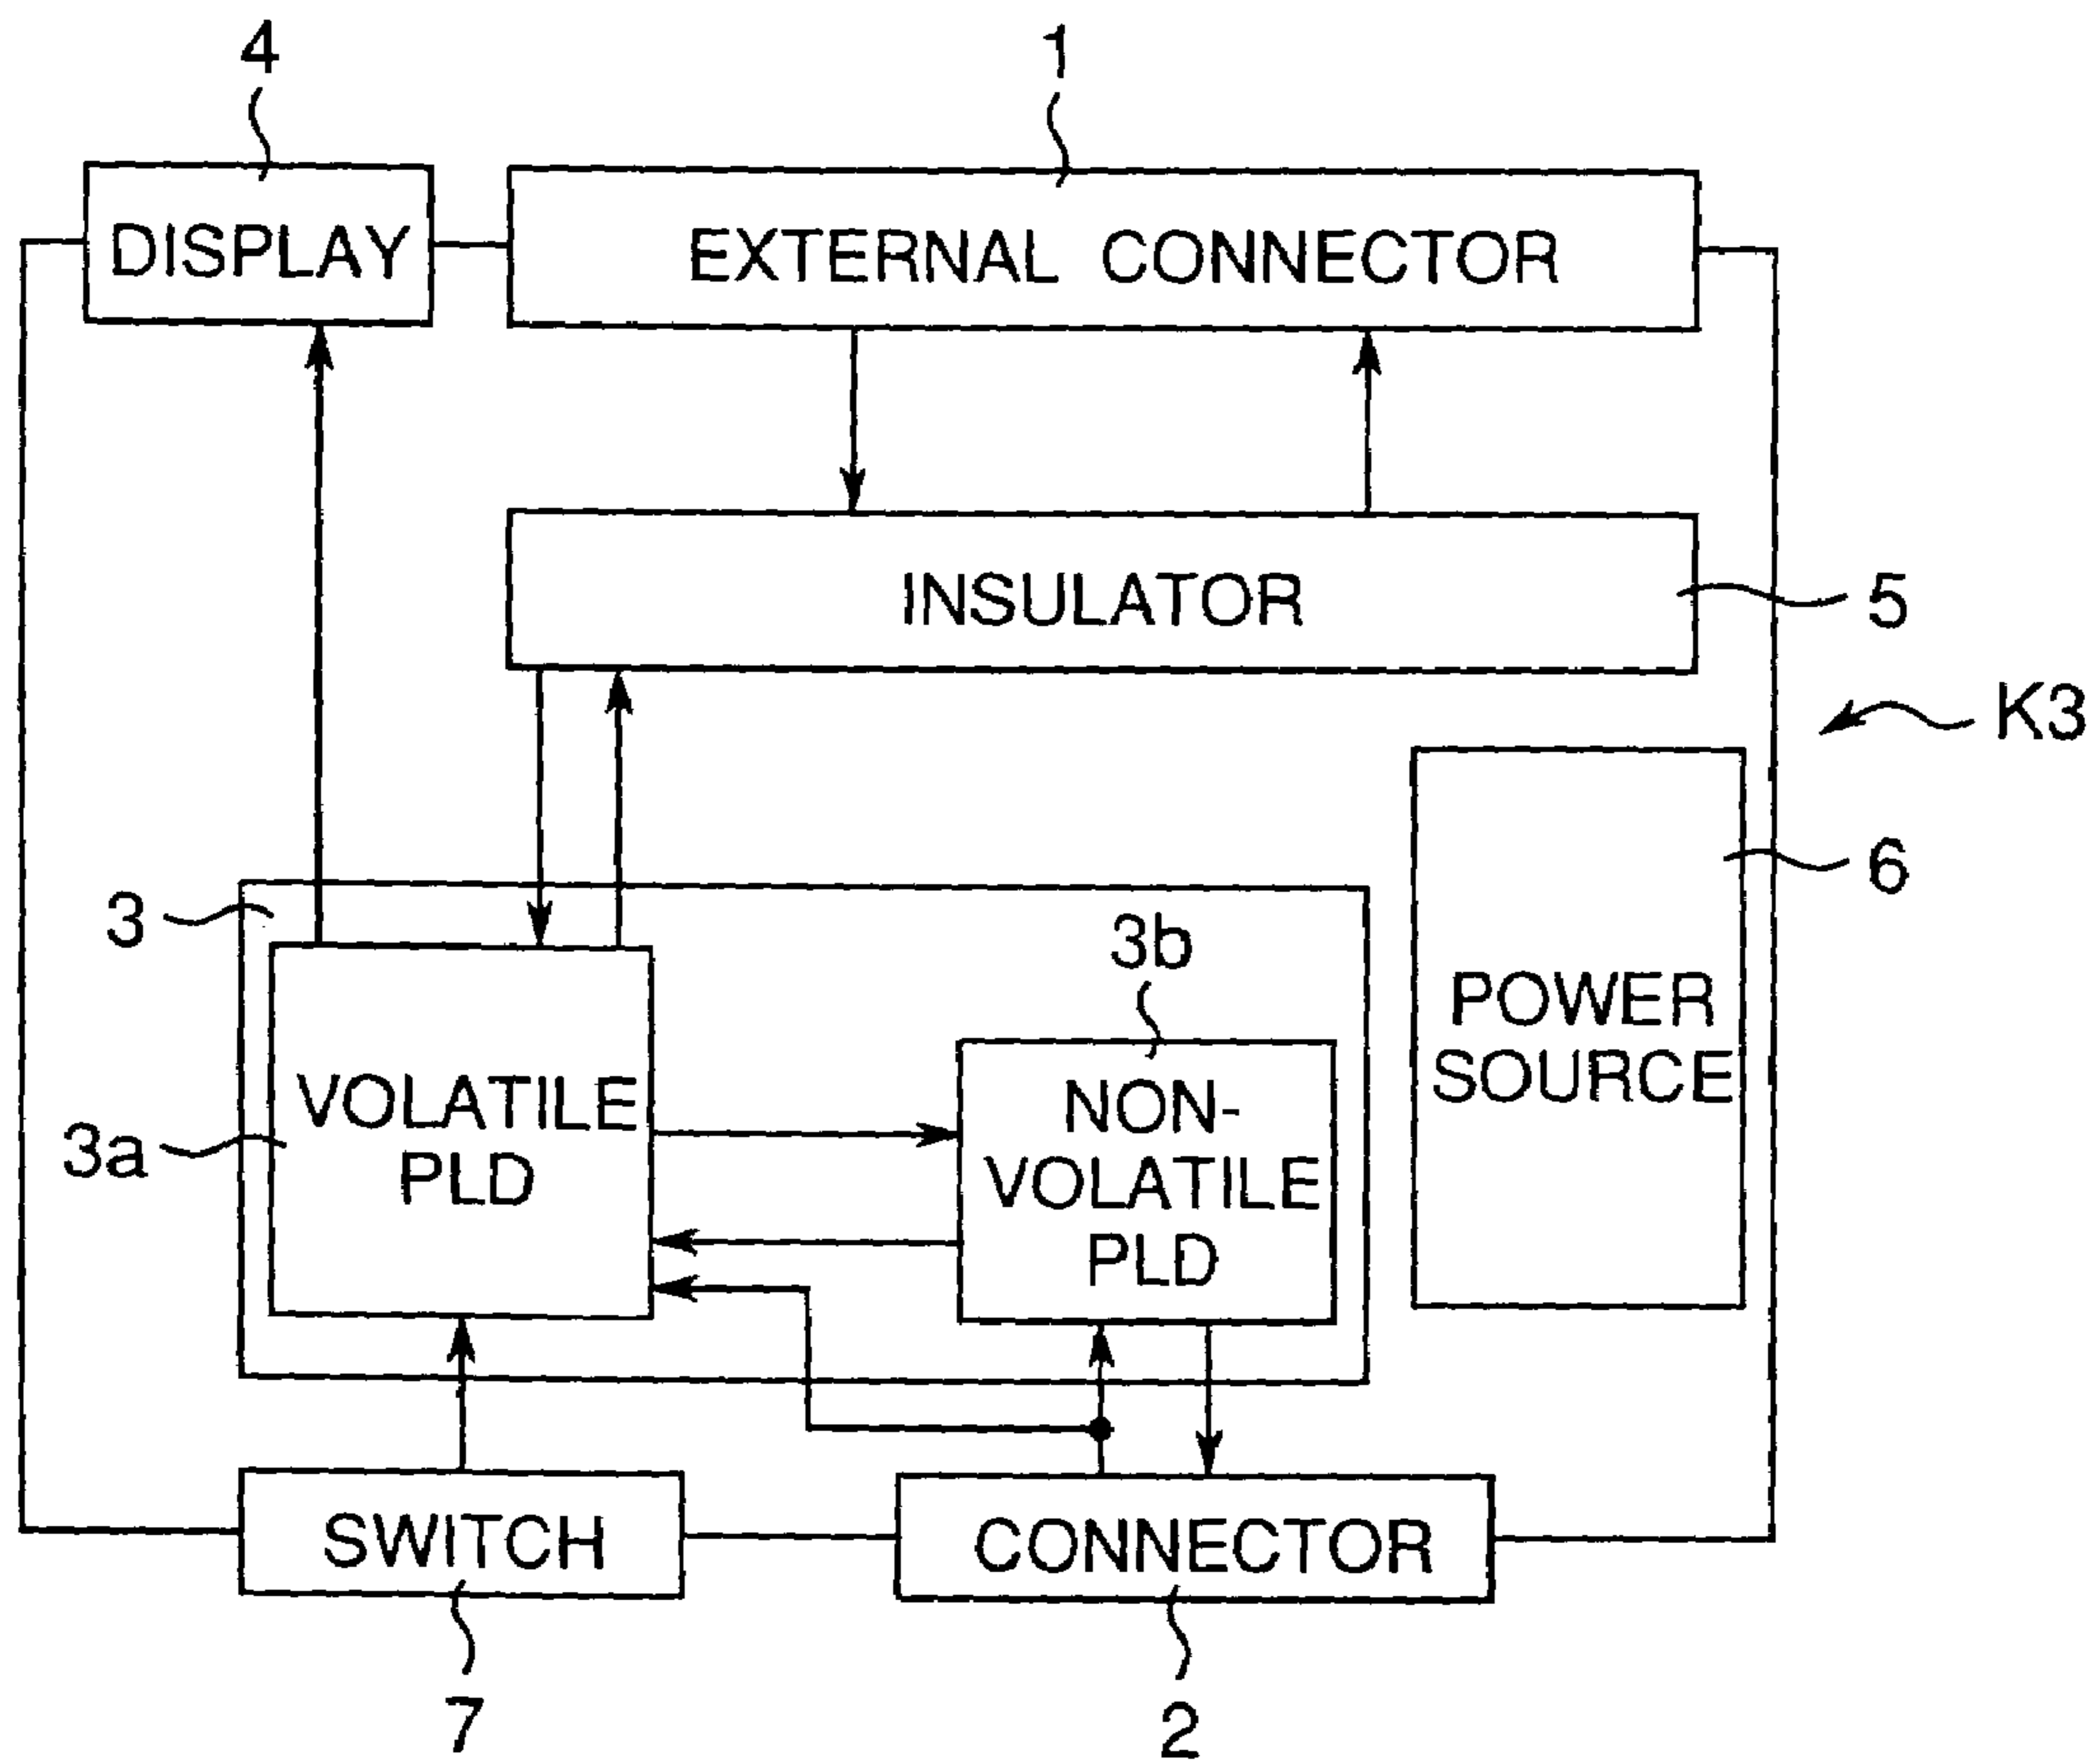 4
1
DISPLAY
EXTERNAL CONNECTOR
INSULATOR
5
K3
6
3
3b
POWER
SOURCE
VOLATILE
PLD
3a
NON-
VOLATILE
PLD
SWITCH
CONNECTOR
7
2